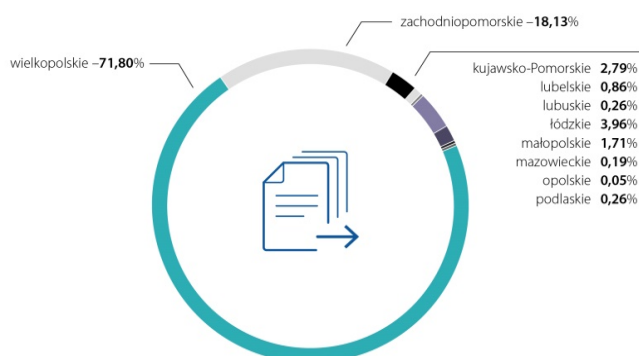 zachodniopomorskie –18,13%
wielkopolskie –71,80%
kujawsko-Pomorskie 2,79%
lubelskie 0,86%
lubuskie 0,26%
łódzkie 3,96%
małopolskie 1,71%
mazowieckie 0,19%
opolskie 0,05%
podlaskie 0,26%